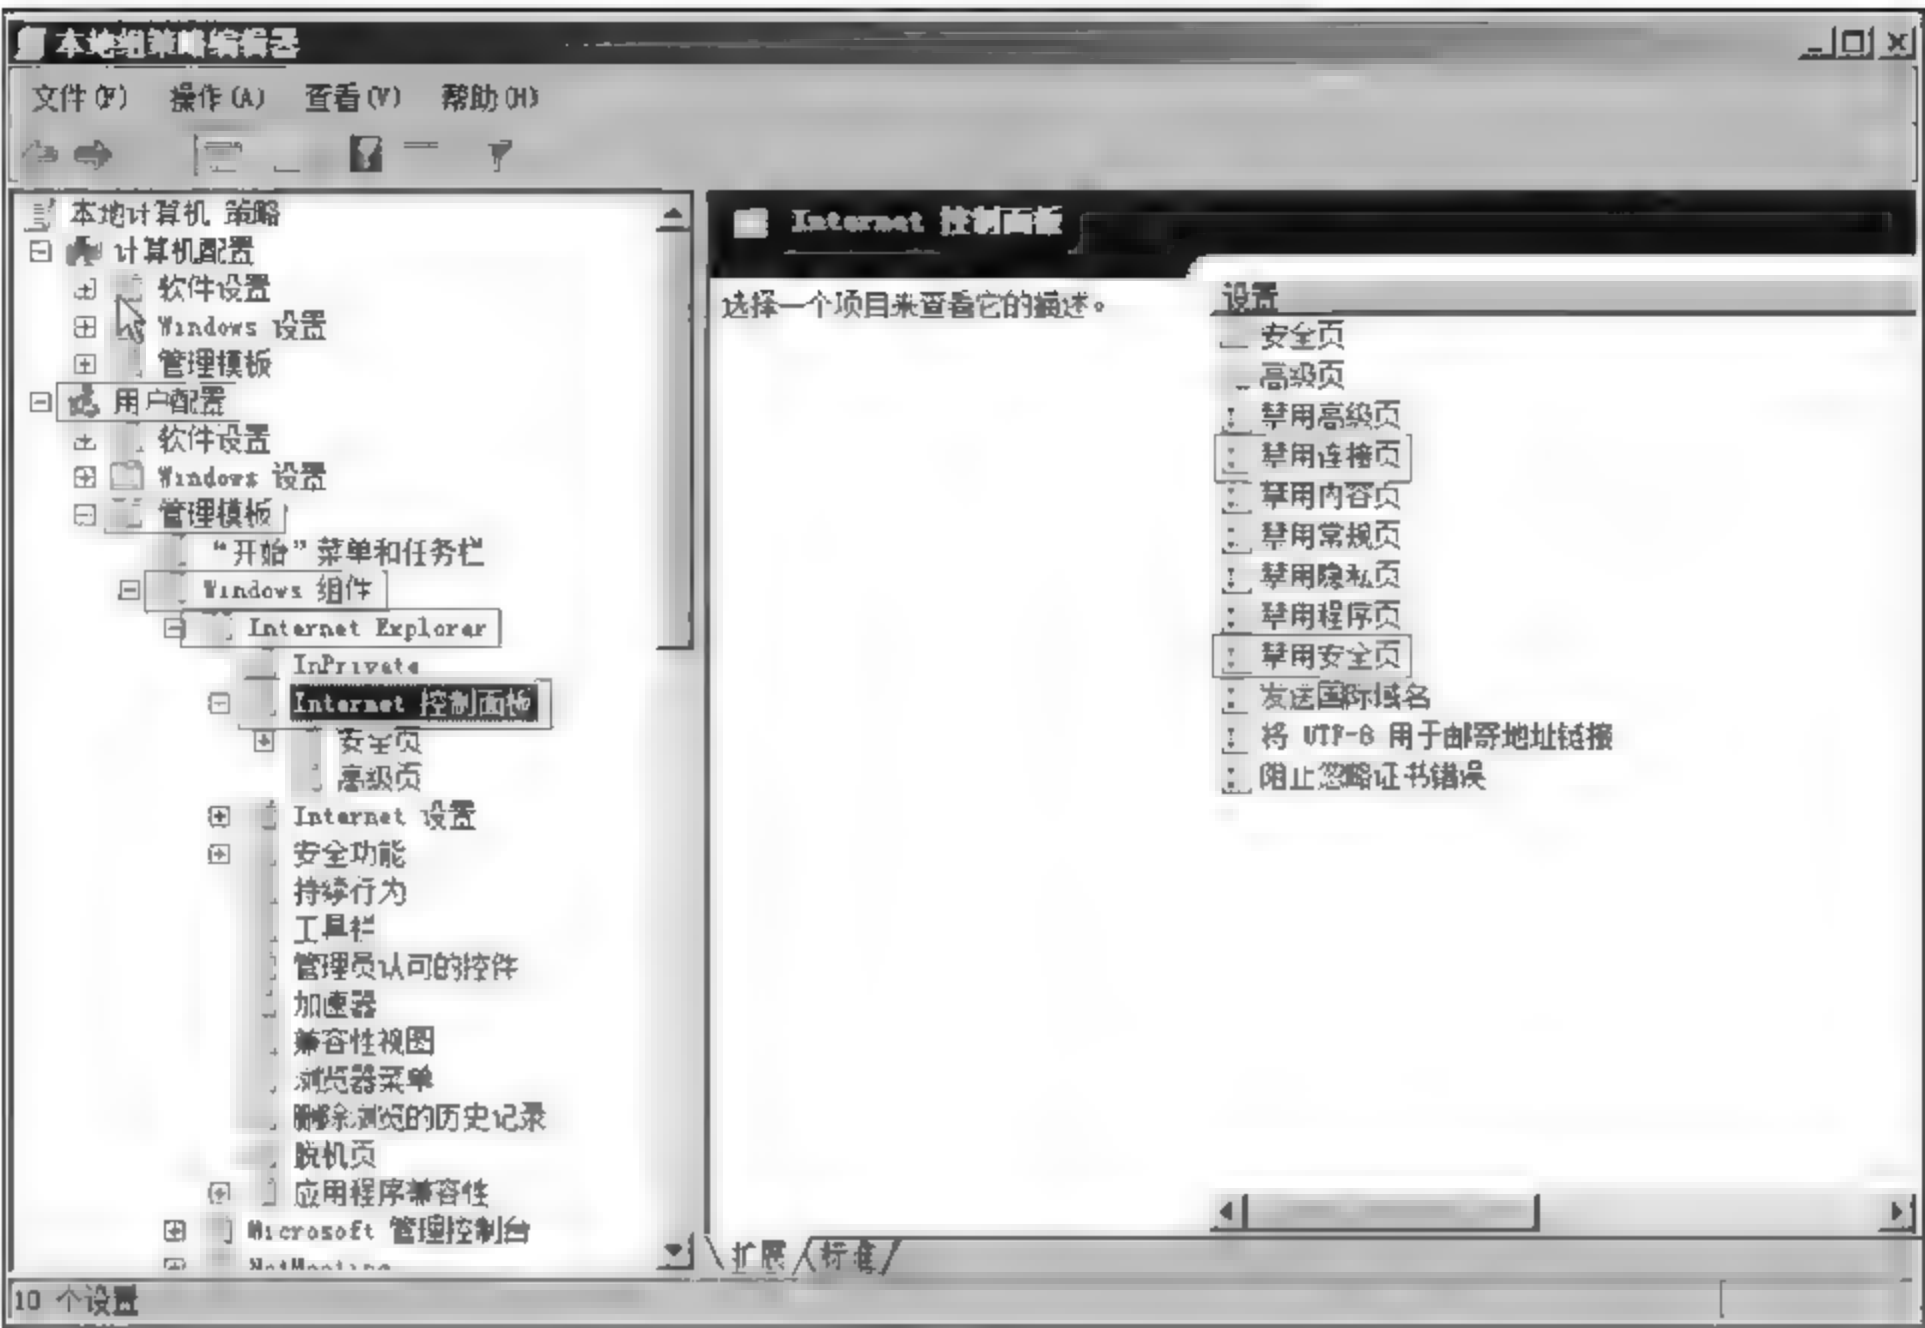 本地组策略编辑器
文件(F) 操作(A) 查看(V) 帮助(H)
本地计算机 策略
计算机配置
软件设置
Windows 设置
管理模板
用户配置
软件设置
Windows 设置
管理模板
“开始”菜单和任务栏
Windows 组件
Internet Explorer
InPrivate
Internet 控制面板
安全页
高级页
Internet 设置
安全功能
持续行为
工具栏
管理员认可的控件
加速器
兼容性视图
浏览器菜单
删除浏览的历史记录
脱机页
应用程序兼容性
Microsoft 管理控制台
NetMeeting
Internet 控制面板
选择一个项目来查看它的描述。
设置
安全页
高级页
禁用高级页
禁用连接页
禁用内容页
禁用常规页
禁用隐私页
禁用程序页
禁用安全页
发送国际域名
将 UTF-8 用于邮寄地址链接
阻止忽略证书错误
扩展 标准
10 个设置